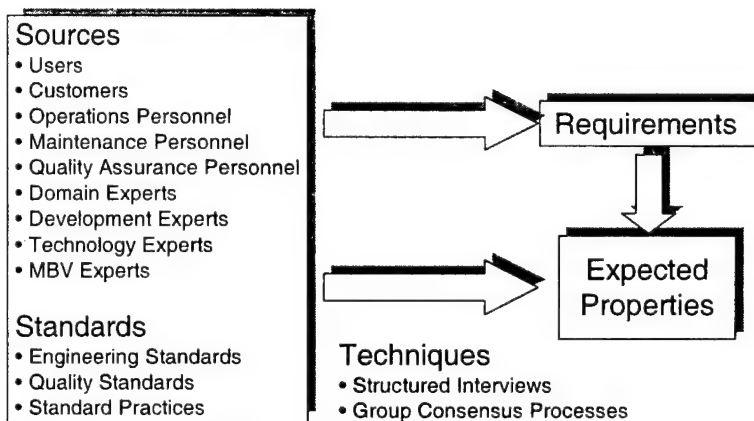 Sources
• Users
• Customers
• Operations Personnel
• Maintenance Personnel
• Quality Assurance Personnel
• Domain Experts
• Development Experts
• Technology Experts
• MBV Experts
Standards
• Engineering Standards
• Quality Standards
• Standard Practices
Requirements
Expected
Properties
Techniques
• Structured Interviews
• Group Consensus Processes